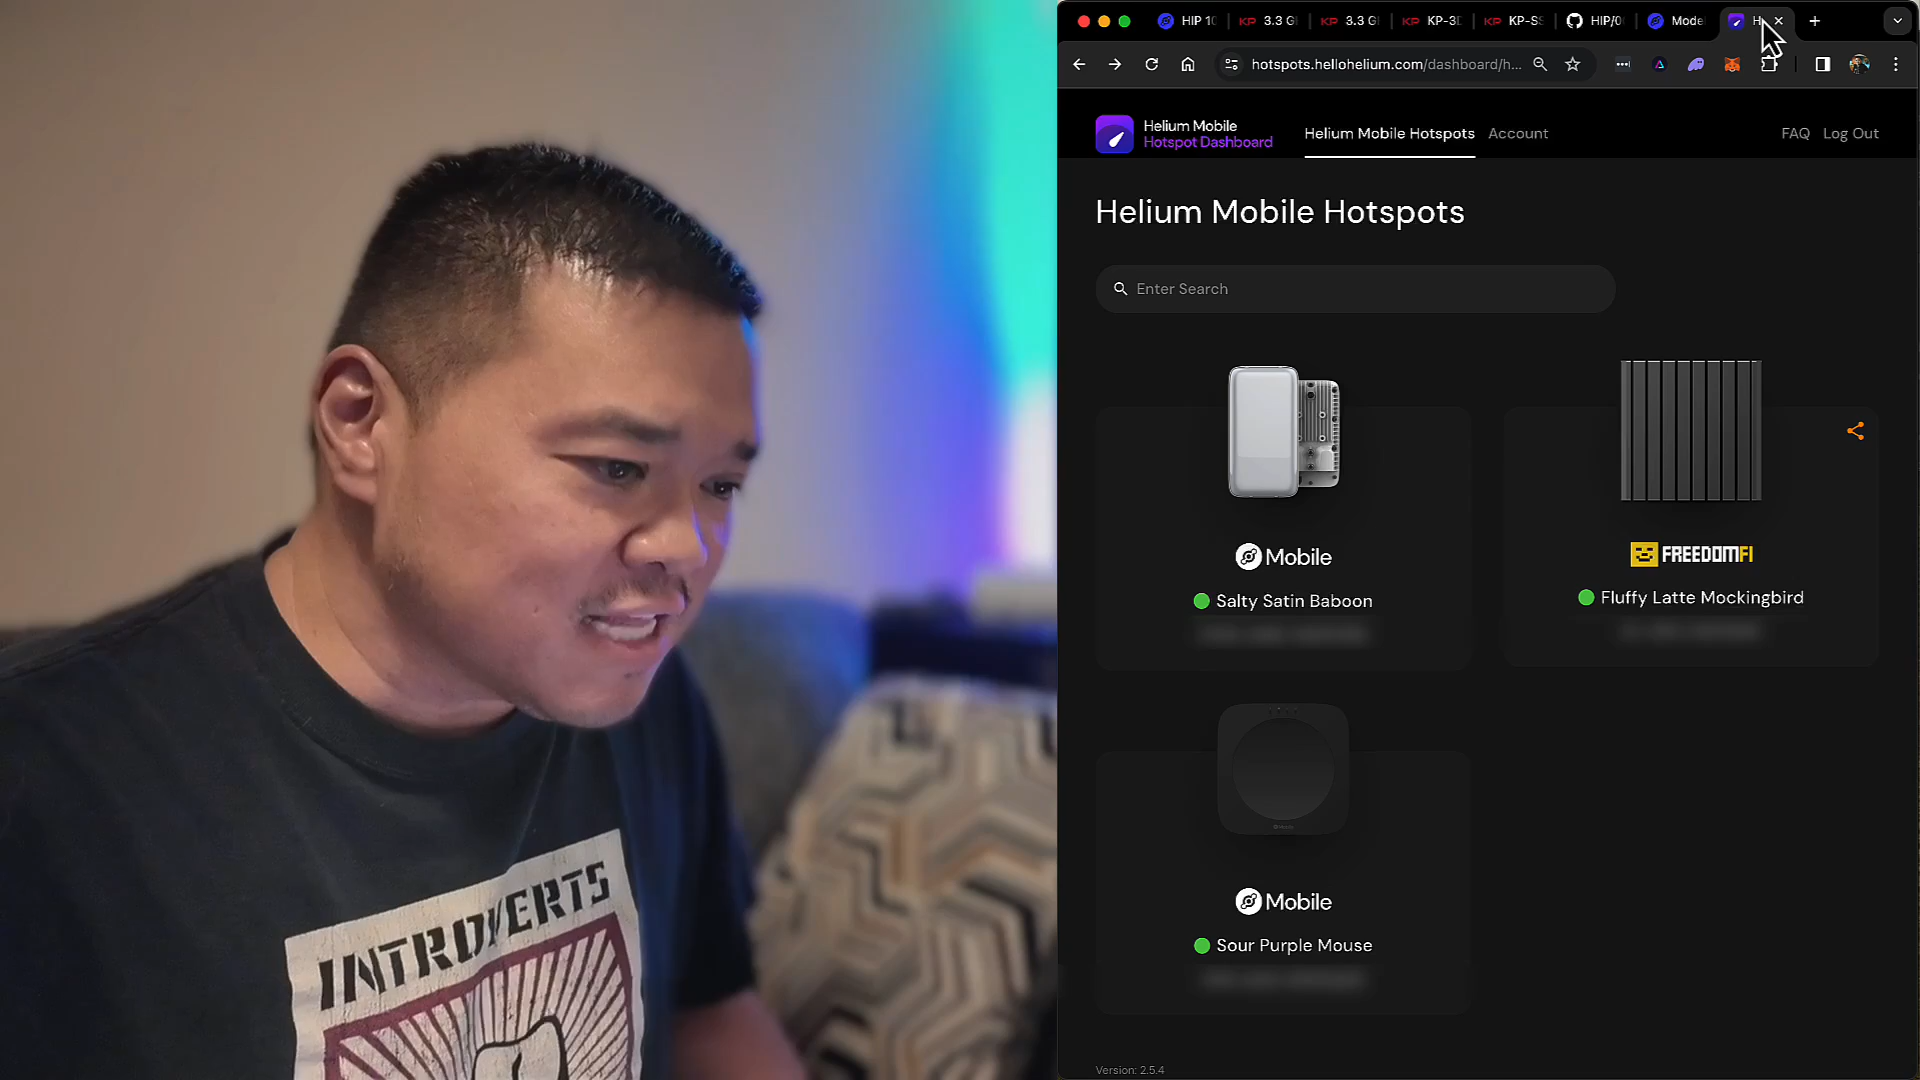 HIP 10
3.3 G
3.3 G
KP-3
KP-S
HIP/0
Mode
H
hotspots.hellohelium.com/dashboard/h...
Helium Mobile
Hotspot Dashboard
Helium Mobile Hotspots
Account
FAQ
Log Out
Helium Mobile Hotspots
Enter Search
Mobile
Salty Satin Baboon
FREEDOMFI
Fluffy Latte Mockingbird
Mobile
Sour Purple Mouse
Version: 2.5.4
INTROVERTS